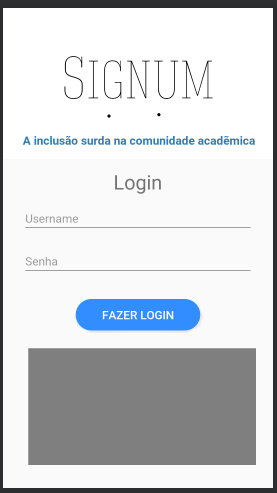 SIGNUM
A inclusão surda na comunidade acadêmica
Login
Username
Senha
FAZER LOGIN